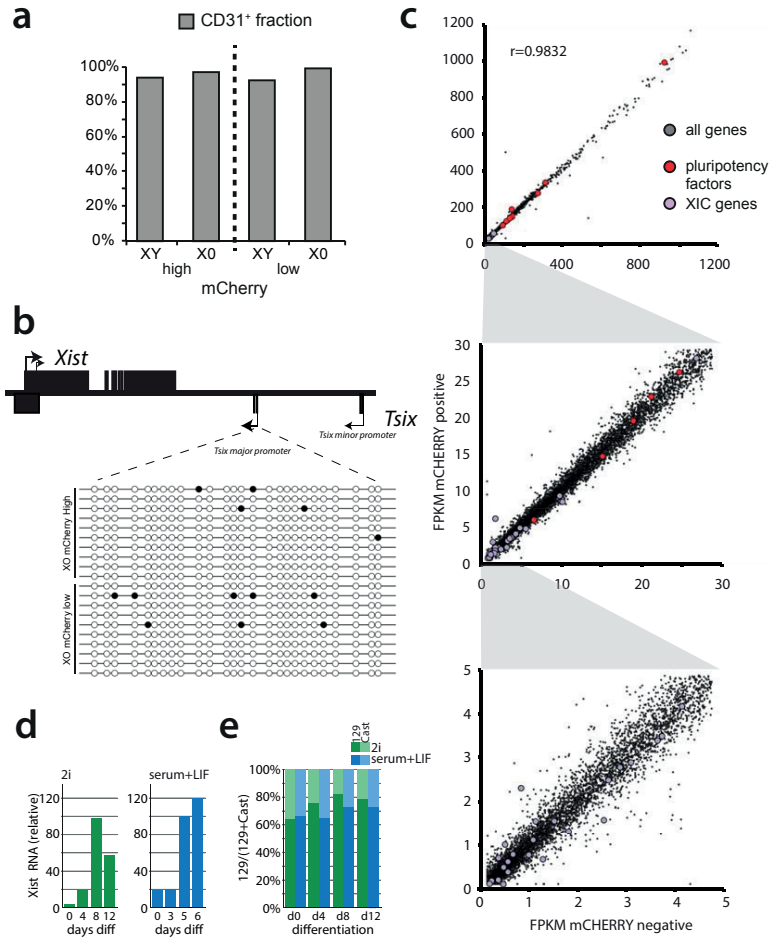 a
CD31+ fraction
100%
80%
60%
40%
20%
0%
XY X0 XY X0
high low
mCherry
b
Xist
Tsix
Tsix major promoter
Tsix minor promoter
XO mCherry High
XO mCherry low
c
1200
1000
800
600
400
200
0
r=0.9832
all genes
pluripotency
factors
XIC genes
0 400 800 1200
30
25
20
15
10
5
0
FPKM mCHERRY positive
0 10 20 30
5
4
3
2
1
0
0 1 2 3 4 5
FPKM mCHERRY negative
d
2i
serum+LIF
Xist RNA (relative)
120
80
40
0
0 4 8 12
days diff
120
80
40
0
0 3 5 6
days diff
e
129
Cast
2i
serum+LIF
129/(129+Cast)
100%
80%
60%
40%
20%
0%
d0 d4 d8 d12
differentiation